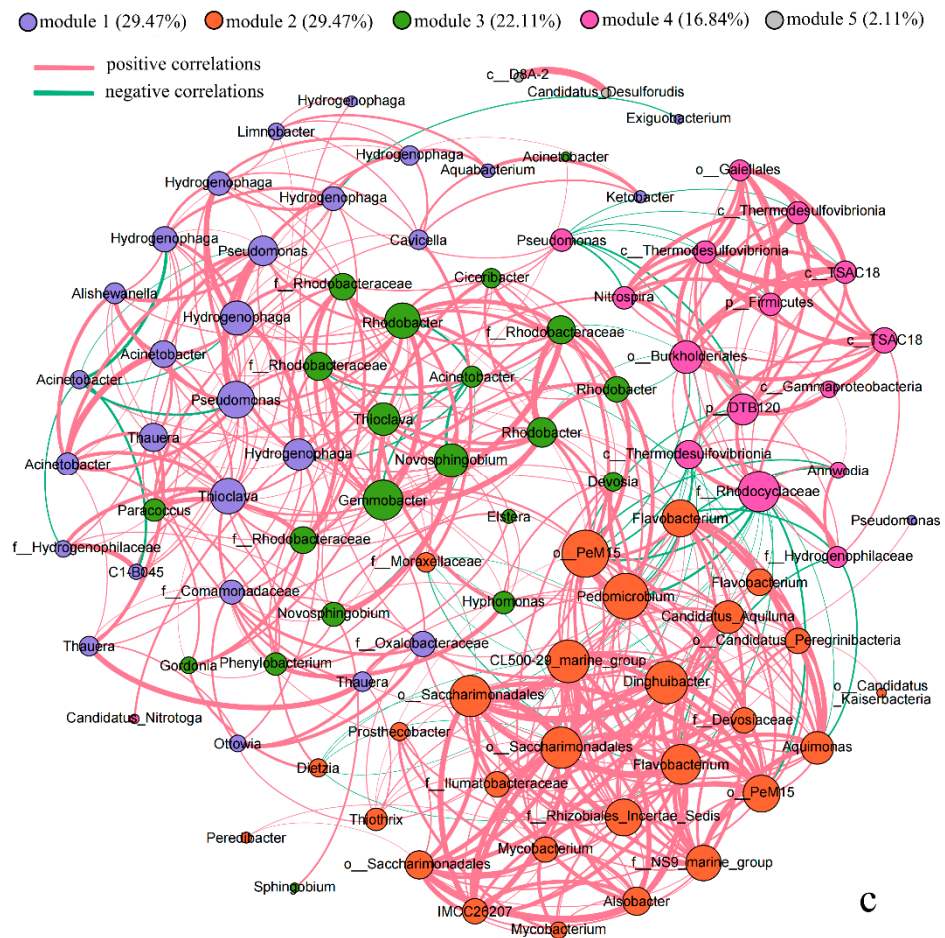 module 1 (29.47%) module 2 (29.47%) module 3 (22.11%) module 4 (16.84%) module 5 (2.11%)
positive correlations
negative correlations
c__D8A-2
Candidatus_Desulforudis
Hydrogenophaga
Exiguobacterium
Limnobacter
Hydrogenophaga
Acinetobacter
Aquabacterium
o__Gaiellales
Hydrogenophaga
Hydrogenophaga
Ketobacter
c__Thermodesulfovibrionia
Hydrogenophaga
Pseudomonas
Cavicella
Pseudomonas
c__Thermodesulfovibrionia
c__TSAC18
Ciceribacter
f__Rhodobacteraceae
Alishewanella
Nitrospira
p__Firmicutes
Hydrogenophaga
Rhodobacter
f__Rhodobacteraceae
c__TSAC18
Acinetobacter
o__Burkholderiales
f__Rhodobacteraceae
Acinetobacter
Acinetobacter
Rhodobacter
c__Gammaproteobacteria
Pseudomonas
p__DTB120
Thioclava
Thauera
Rhodobacter
Hydrogenophaga
Novosphingobium
c__Thermodesulfovibrionia
Acinetobacter
Annwodia
Devosia
Thioclava
Gemmobacter
f__Rhodocyclaceae
Paracoccus
Elstera
Flavobacterium
Pseudomonas
f__Rhodobacteraceae
f__Hydrogenophilaceae
o__PeM15
f__Hydrogenophilaceae
f__Moraxellaceae
C1-B045
Flavobacterium
f__Comamonadaceae
Pedomicrobium
Hyphomonas
Novosphingobium
Candidatus_Aquiluna
o__Candidatus_Peregrinibacteria
Thauera
f__Oxalobacteraceae
CL500-29_marine_group
Gordonia
Phenylobacterium
Thauera
Dinghuibacter
o__Candidatus
_Kaiserbacteria
o__Saccharimonadales
Candidatus_Nitrotoga
f__Devosiaceae
Prosthecobacter
Ottowia
o__Saccharimonadales
Aquimonas
Dietzia
Flavobacterium
f__Ilumatobacteraceae
o__PeM15
Thiothrix
f__Rhizobiales_Incertae_Sedis
Peredibacter
Mycobacterium
o__Saccharimonadales
f__NS9_marine_group
Sphingobium
Alsobacter
IMCC26207
Mycobacterium
c